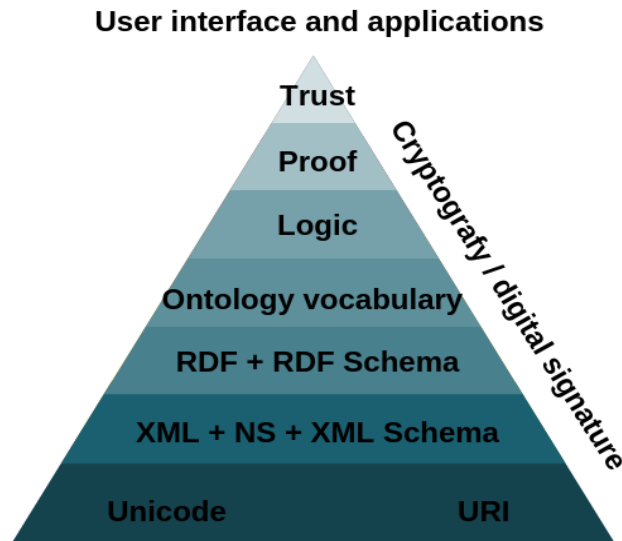 User interface and applications
Trust
Proof
Logic
Ontology vocabulary
RDF + RDF Schema
XML + NS + XML Schema
Unicode URI
Cryptografy / digital signature